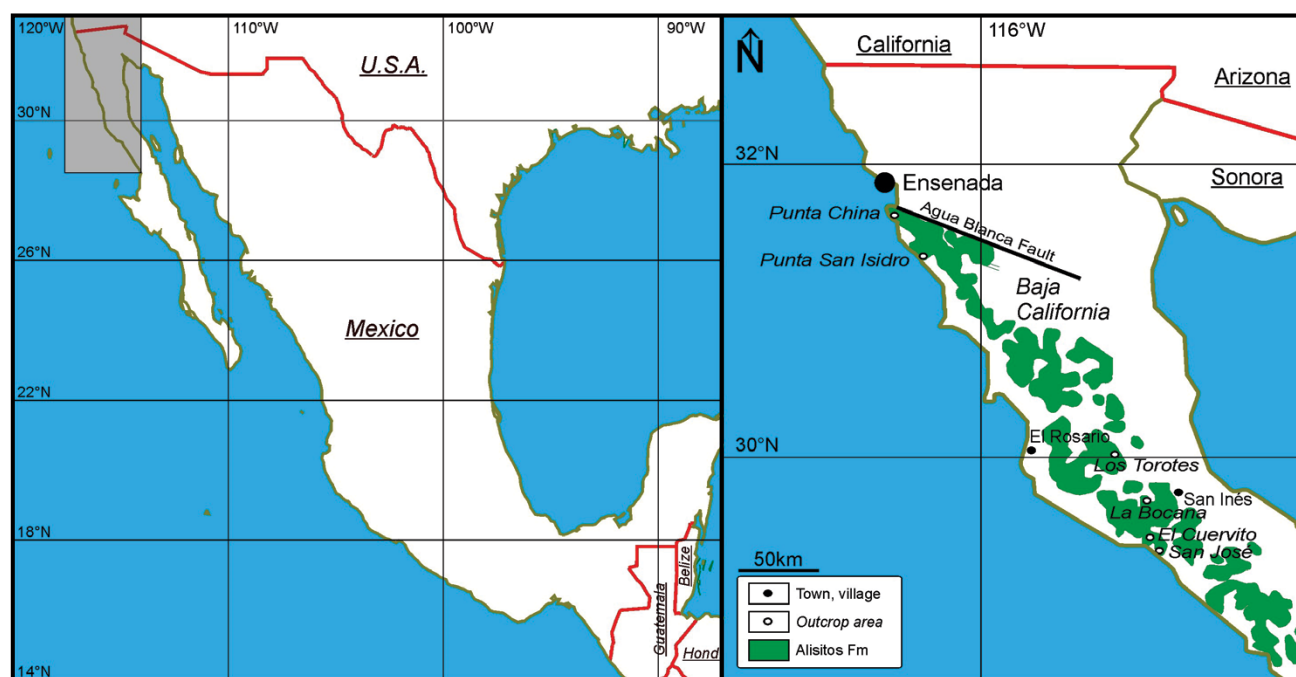 120°W
110°W
100°W
90°W
U.S.A.
30°N
26°N
Mexico
22°N
18°N
Belize
Guatemala
Hond
14°N
N
California
116°W
Arizona
32°N
Ensenada
Sonora
Punta China
Agua Blanca Fault
Punta San Isidro
Baja
California
El Rosario
30°N
Los Torotes
San Inés
La Bocana
El Cuervito
San José
50km
Town, village
Outcrop area
Alisitos Fm